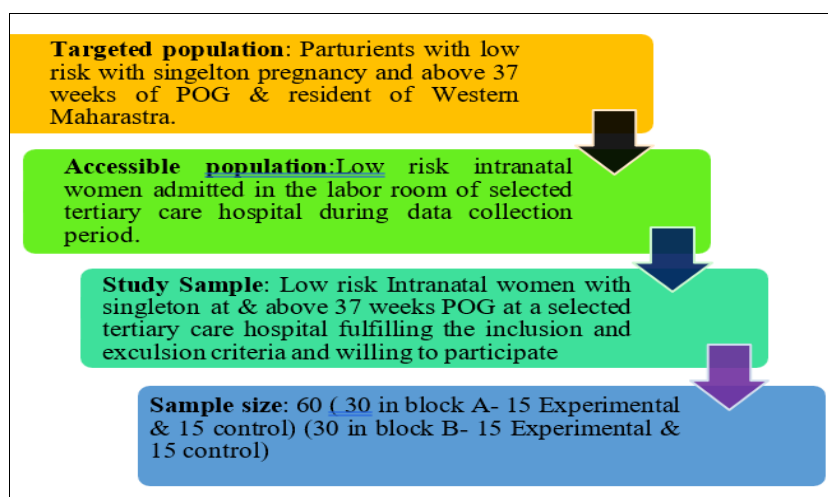 Targeted population: Parturients with low
risk with singelton pregnancy and above 37
weeks of POG & resident of Western
Maharastra.
Accessible population:Low risk intranatal
women admitted in the labor room of selected
tertiary care hospital during data collection
period.
Study Sample: Low risk Intranatal women with
singleton at & above 37 weeks POG at a selected
tertiary care hospital fulfilling the inclusion and
exculsion criteria and willing to participate
Sample size: 60 ( 30 in block A- 15 Experimental
& 15 control) (30 in block B- 15 Experimental &
15 control)